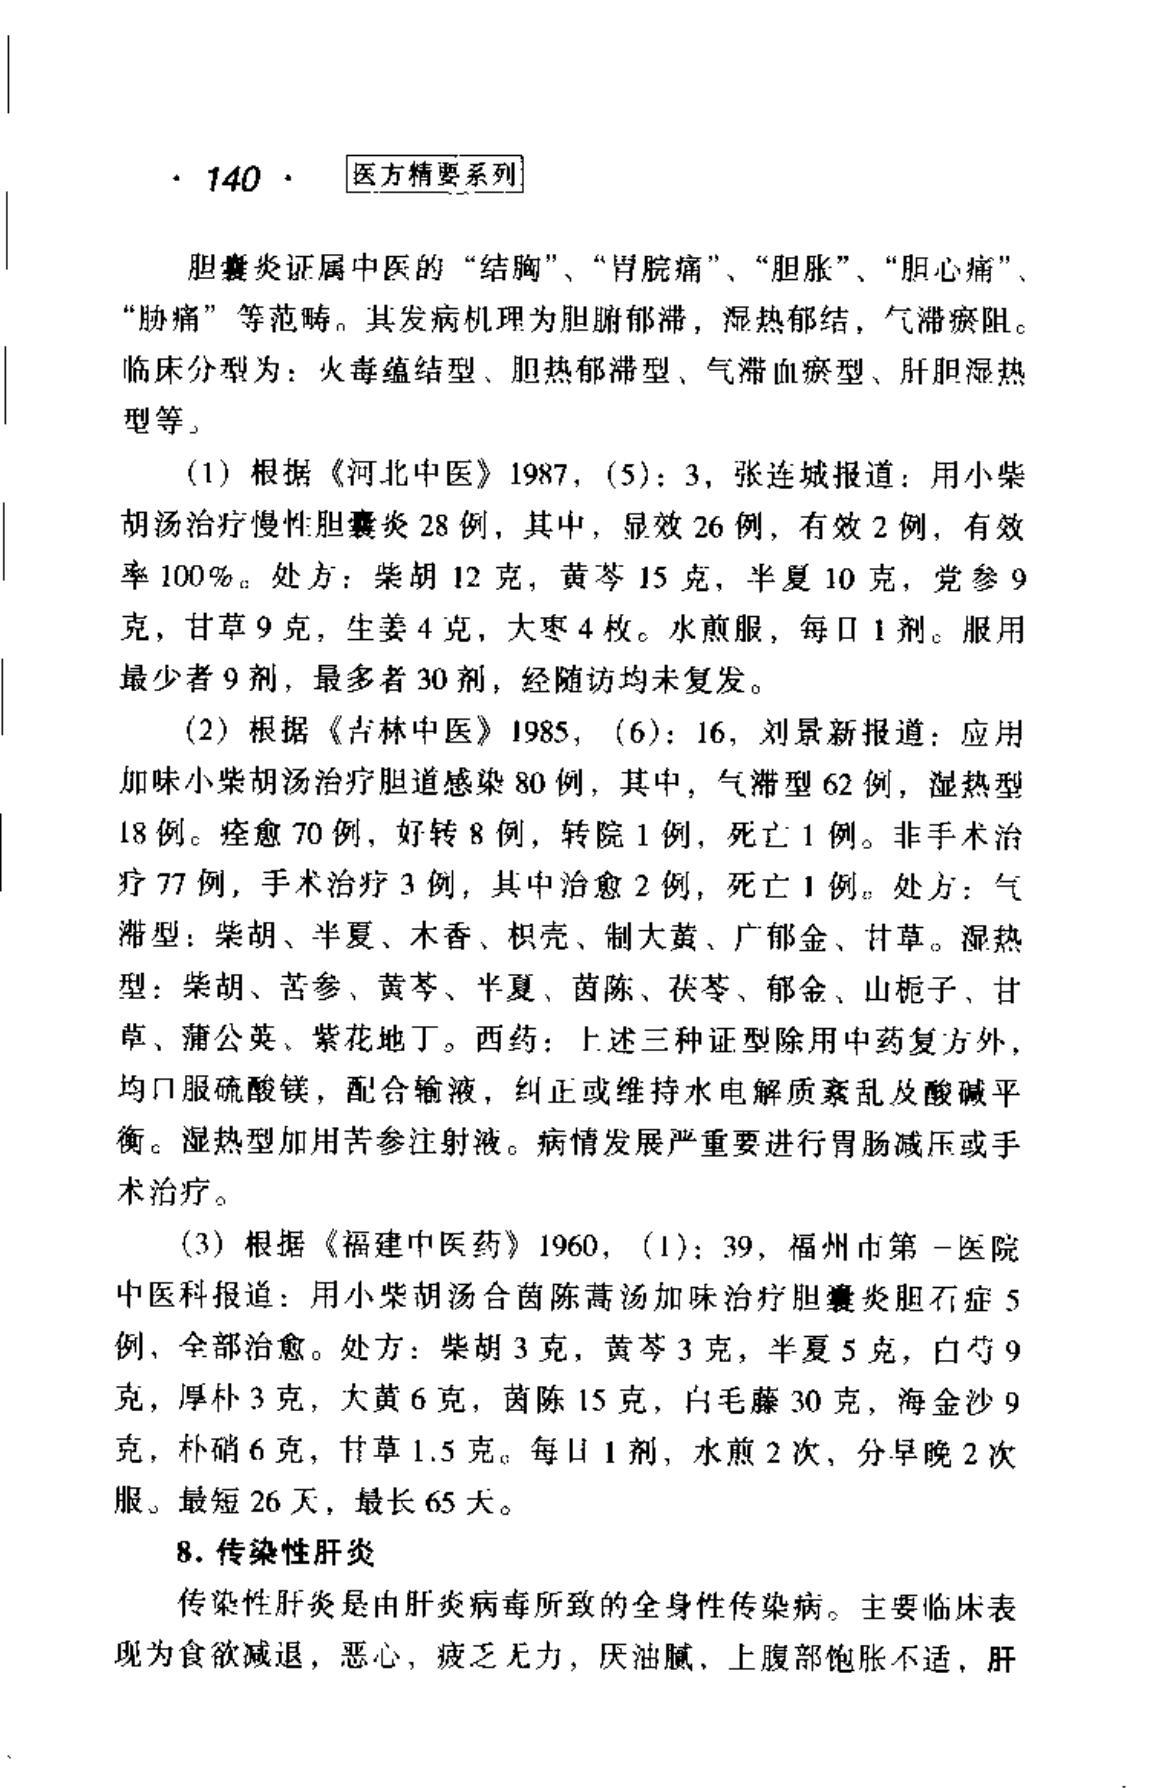 · 140 · 医方精要系列
胆囊炎证属中医的“结胸”、“胃脘痛”、“胆胀”、“胆心痛”、
“胁痛”等范畴。其发病机理为胆腑郁滞，湿热郁结，气滞瘀阻。
临床分型为：火毒蕴结型、胆热郁滞型、气滞血瘀型、肝胆湿热
型等。
（1）根据《河北中医》1987，（5）：3，张连城报道：用小柴
胡汤治疗慢性胆囊炎 28 例，其中，显效 26 例，有效 2 例，有效
率 100%。处方：柴胡 12 克，黄芩 15 克，半夏 10 克，党参 9
克，甘草 9 克，生姜 4 克，大枣 4 枚。水煎服，每日 1 剂。服用
最少者 9 剂，最多者 30 剂，经随访均未复发。
（2）根据《吉林中医》1985，（6）：16，刘景新报道：应用
加味小柴胡汤治疗胆道感染 80 例，其中，气滞型 62 例，湿热型
18 例。痊愈 70 例，好转 8 例，转院 1 例，死亡 1 例。非手术治
疗 77 例，手术治疗 3 例，其中治愈 2 例，死亡 1 例。处方：气
滞型：柴胡、半夏、木香、枳壳、制大黄、广郁金、甘草。湿热
型：柴胡、苦参、黄芩、半夏、茵陈、茯苓、郁金、山栀子、甘
草、蒲公英、紫花地丁。西药：上述三种证型除用中药复方外，
均口服硫酸镁，配合输液，纠正或维持水电解质紊乱及酸碱平
衡。湿热型加用苦参注射液。病情发展严重要进行胃肠减压或手
术治疗。
（3）根据《福建中医药》1960，（1）：39，福州市第一医院
中医科报道：用小柴胡汤合茵陈蒿汤加味治疗胆囊炎胆石症 5
例、全部治愈。处方：柴胡 3 克，黄芩 3 克，半夏 5 克，白芍 9
克，厚朴 3 克，大黄 6 克，茵陈 15 克，白毛藤 30 克，海金沙 9
克，朴硝 6 克，甘草 1.5 克。每日 1 剂，水煎 2 次，分早晚 2 次
服。最短 26 天，最长 65 天。
8. 传染性肝炎
传染性肝炎是由肝炎病毒所致的全身性传染病。主要临床表
现为食欲减退，恶心，疲乏无力，厌油腻，上腹部饱胀不适，肝